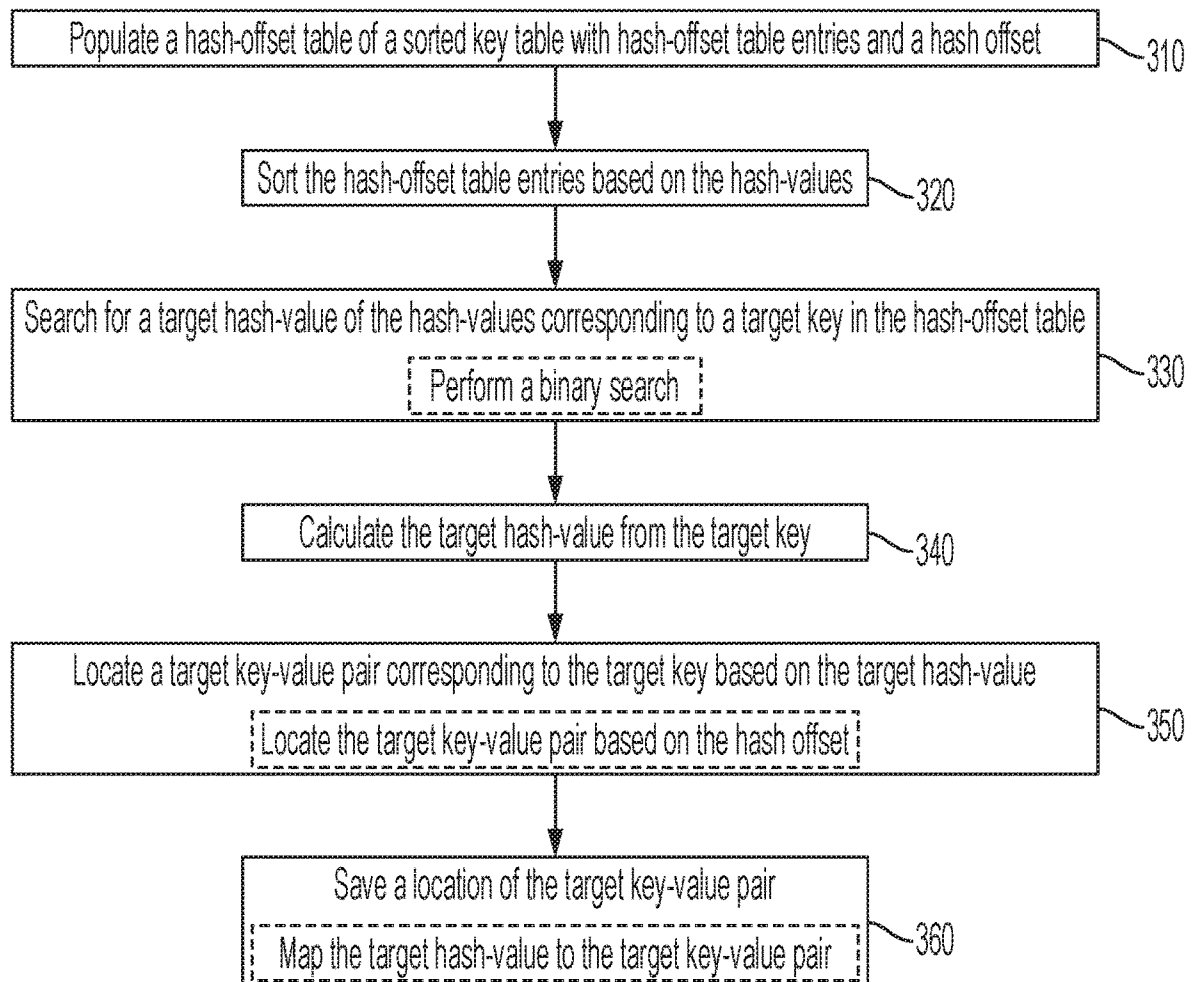 Populate a hash-offset table of a sorted key table with hash-offset table entries and a hash offset
310
Sort the hash-offset table entries based on the hash-values
320
Search for a target hash-value of the hash-values corresponding to a target key in the hash-offset table
Perform a binary search
330
Calculate the target hash-value from the target key
340
Locate a target key-value pair corresponding to the target key based on the target hash-value
Locate the target key-value pair based on the hash offset
350
Save a location of the target key-value pair
Map the target hash-value to the target key-value pair
360